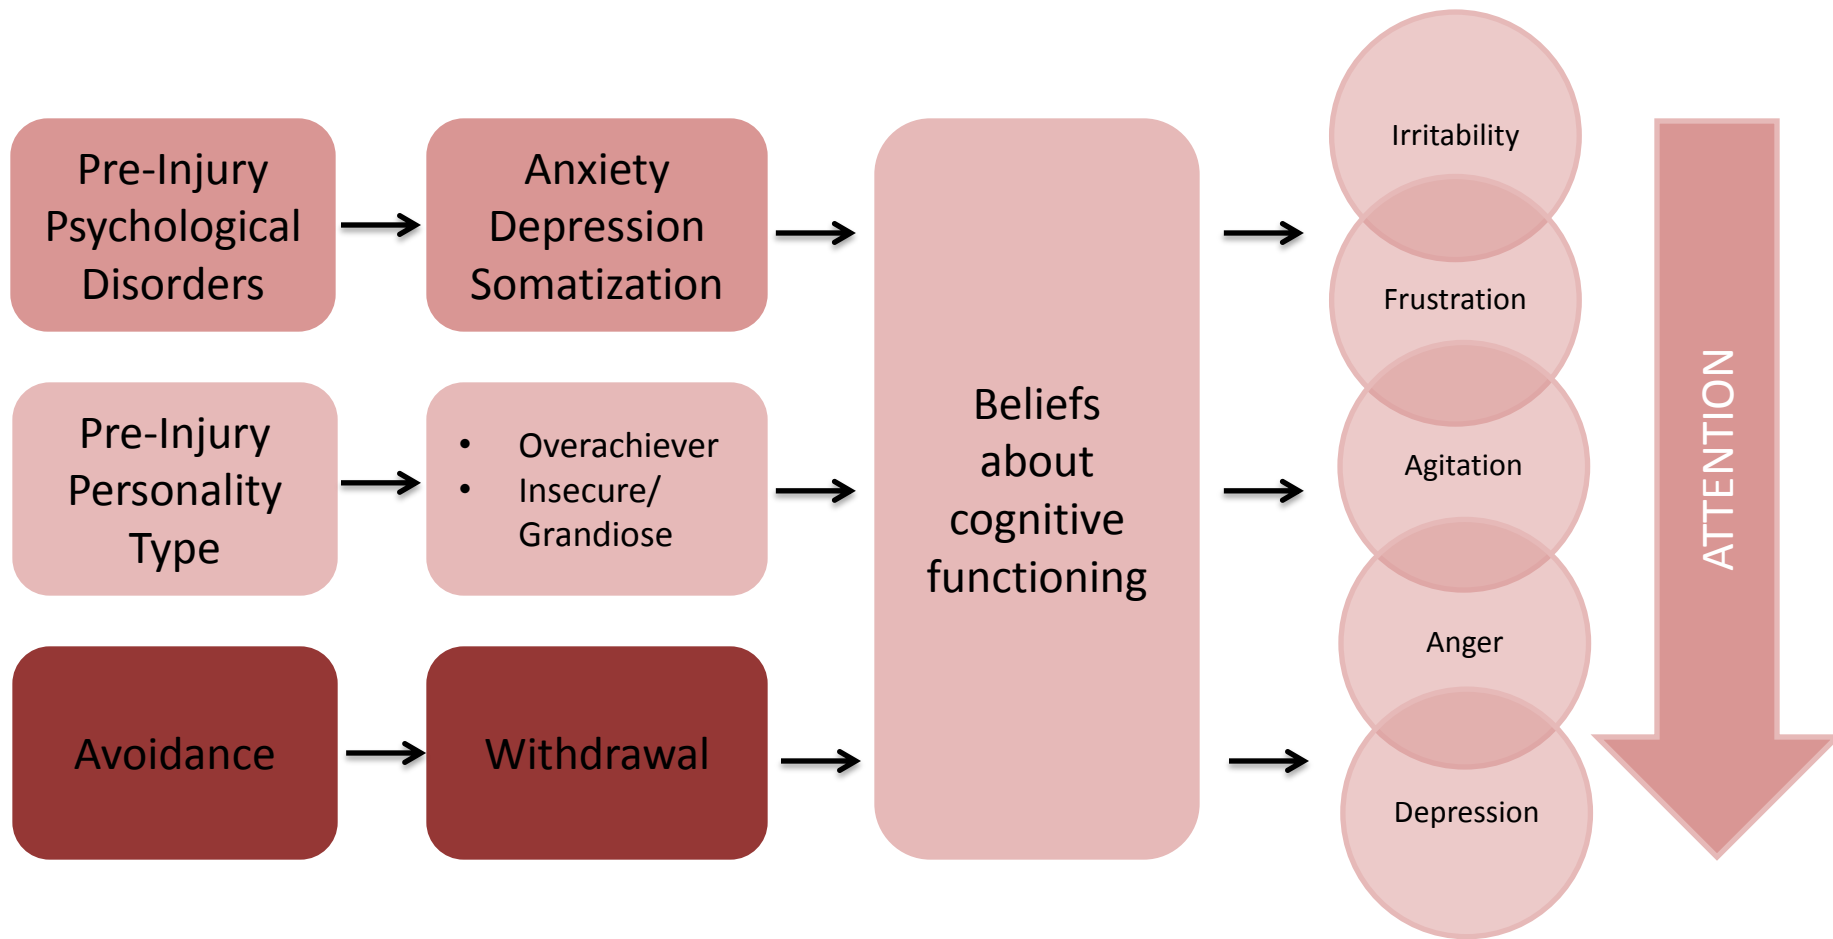 Pre-Injury
Psychological
Disorders
Anxiety
Depression
Somatization
Pre-Injury
Personality
Type
• Overachiever
• Insecure/
Grandiose
Avoidance
Withdrawal
Beliefs
about
cognitive
functioning
Irritability
Frustration
Agitation
Anger
Depression
ATTENTION